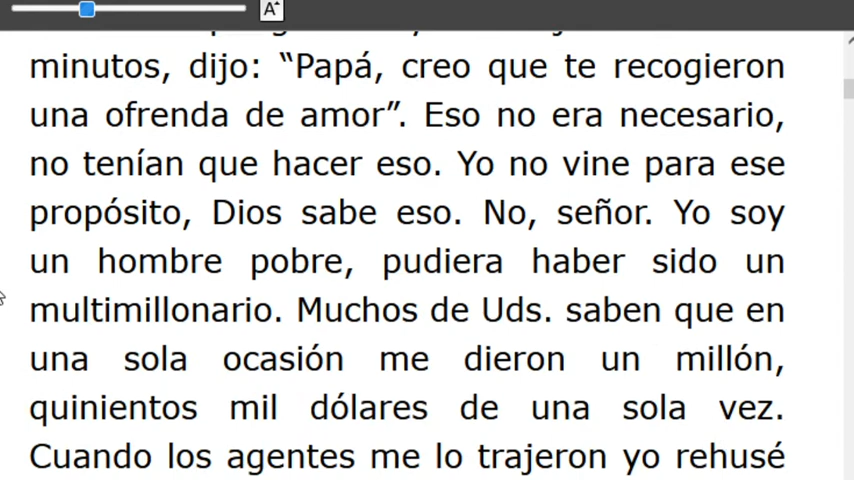 A
minutos, dijo: “Papá, creo que te recogieron
una ofrenda de amor”. Eso no era necesario,
no tenían que hacer eso. Yo no vine para ese
propósito, Dios sabe eso. No, señor. Yo soy
un hombre pobre, pudiera haber sido un
multimillonario. Muchos de Uds. saben que en
una sola ocasión me dieron un millón,
quinientos mil dólares de una sola vez.
Cuando los agentes me lo trajeron yo rehusé